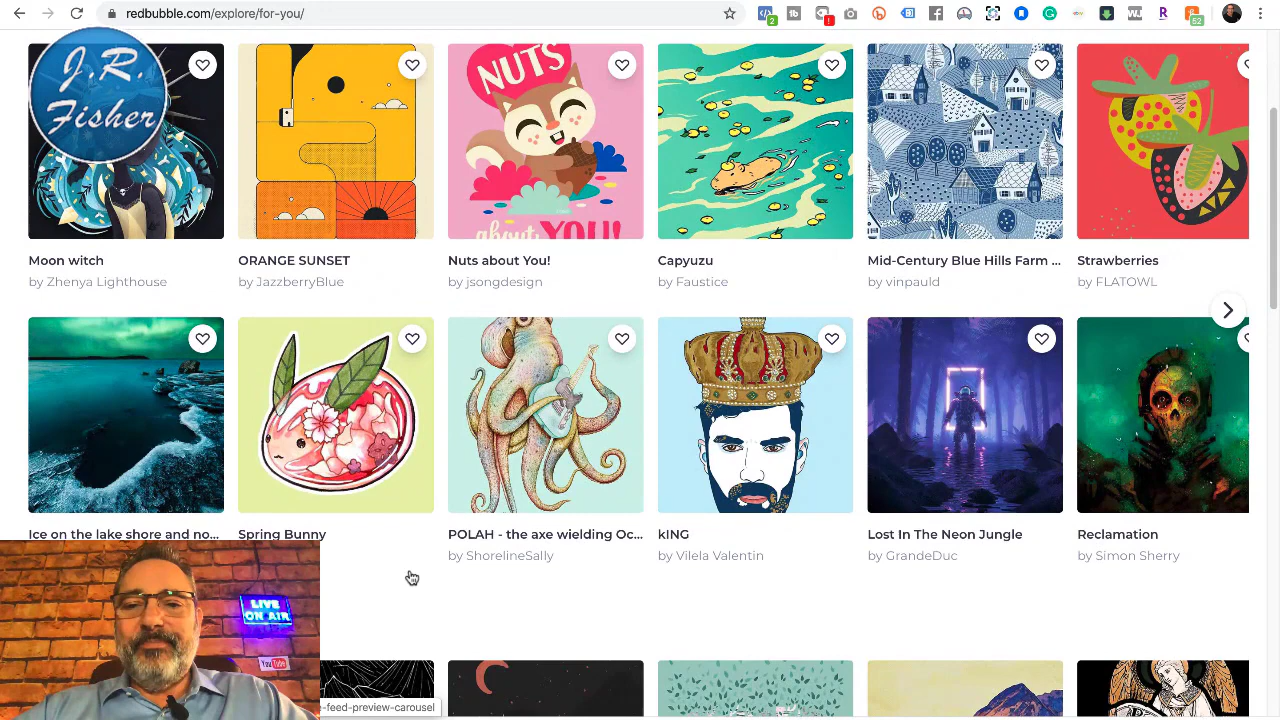 redbubble.com/explore/for-you/
2
!
52
J.R.
Fisher
NUTS
about YOU!
Moon witch
by Zhenya Lighthouse
ORANGE SUNSET
by JazzberryBlue
Nuts about You!
by jsongdesign
Capyuzu
by Faustice
Mid-Century Blue Hills Farm ...
by vinpauld
Strawberries
by FLATOWL
Ice on the lake shore and no...
Spring Bunny
POLAH - the axe wielding Oc...
by ShorelineSally
kING
by Vilela Valentin
Lost In The Neon Jungle
by GrandeDuc
Reclamation
by Simon Sherry
LIVE
ON AIR
YouTube
-feed-preview-carousel